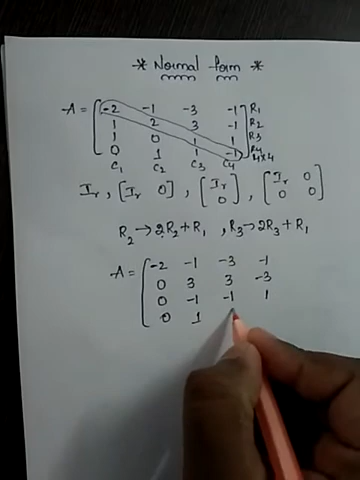 * Normal form *
A = [ -2 -1 -3 -1 ] R1
1 2 3 -1 R2
1 0 1 1 R3
0 1 1 -1 R4 4×4
C1 C2 C3 C4
Ir, [Ir 0], [Ir 0], [Ir 0 0 0]
R2 → 2R2 + R1, R3 → 2R3 + R1
A = [ -2 -1 -3 -1
0 3 3 -3
0 -1 -1 1
0 1